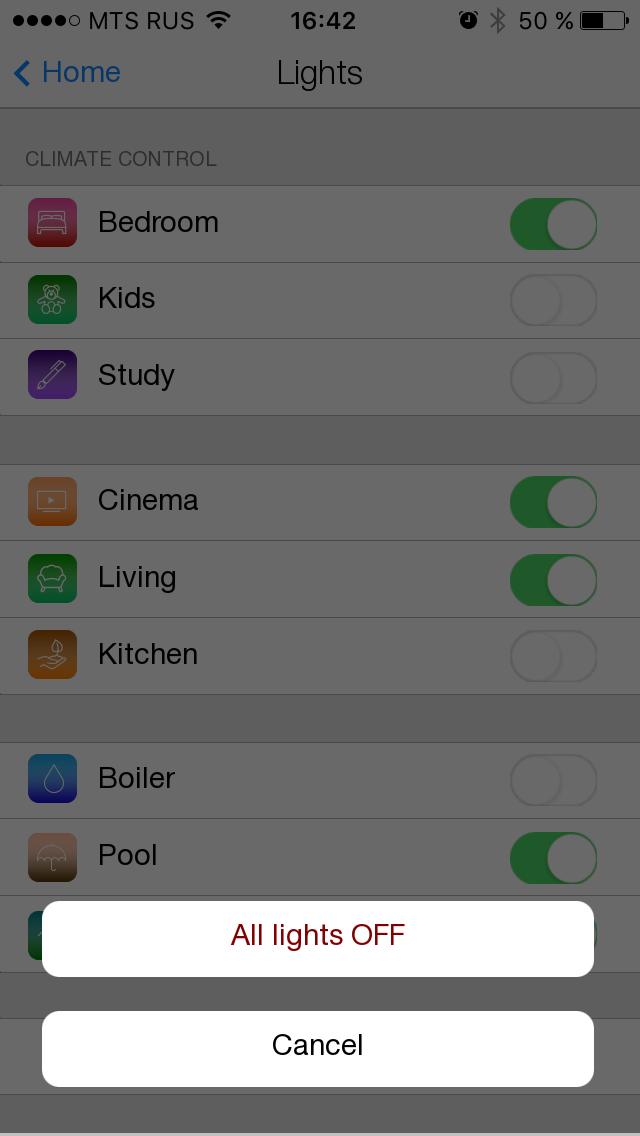 MTS RUS 16:42 50 %
Home Lights
CLIMATE CONTROL
Bedroom
Kids
Study
Cinema
Living
Kitchen
Boiler
Pool
All lights OFF
Cancel